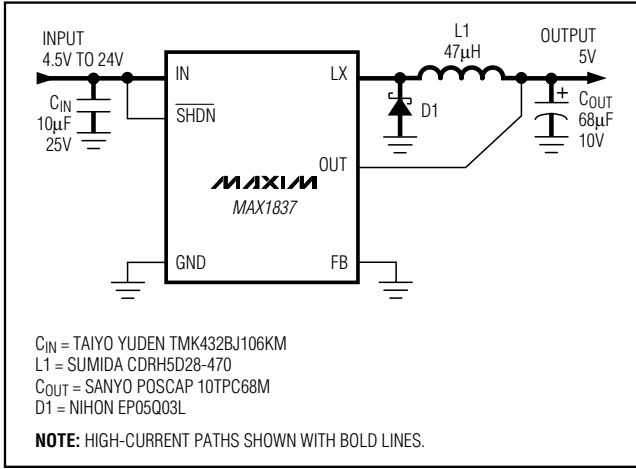 INPUT
4.5V TO 24V
CIN
10µF
25V
IN
SHDN
GND
LX
OUT
FB
MAXIM
MAX1837
D1
L1
47µH
OUTPUT
5V
+
COUT
68µF
10V
CIN = TAIYO YUDEN TMK432BJ106KM
L1 = SUMIDA CDRH5D28-470
COUT = SANYO POSCAP 10TPC68M
D1 = NIHON EP05Q03L
NOTE: HIGH-CURRENT PATHS SHOWN WITH BOLD LINES.